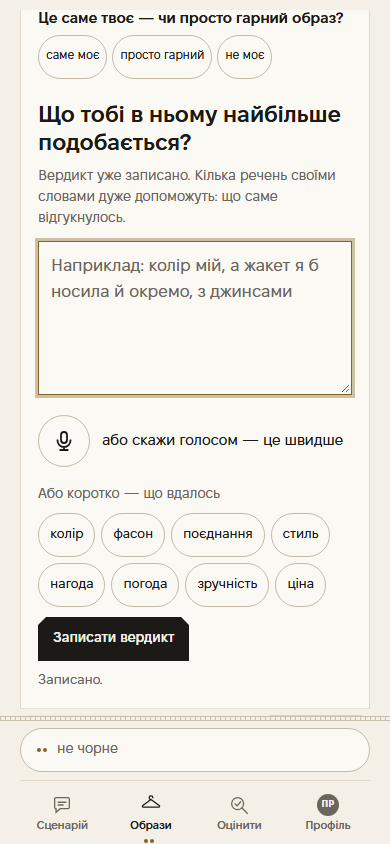 Це саме твоє — чи просто гарний образ?
саме моє просто гарний не моє
Що тобі в ньому найбільше
подобається?
Вердикт уже записано. Кілька речень своїми
словами дуже допоможуть: що саме
відгукнулось.
Наприклад: колір мій, а жакет я б
носила й окремо, з джинсами
або скажи голосом — це швидше
Або коротко — що вдалось
колір фасон поєднання стиль
нагода погода зручність ціна
Записати вердикт
Записано.
не чорне
ПР
Сценарій Образи Оцінити Профіль